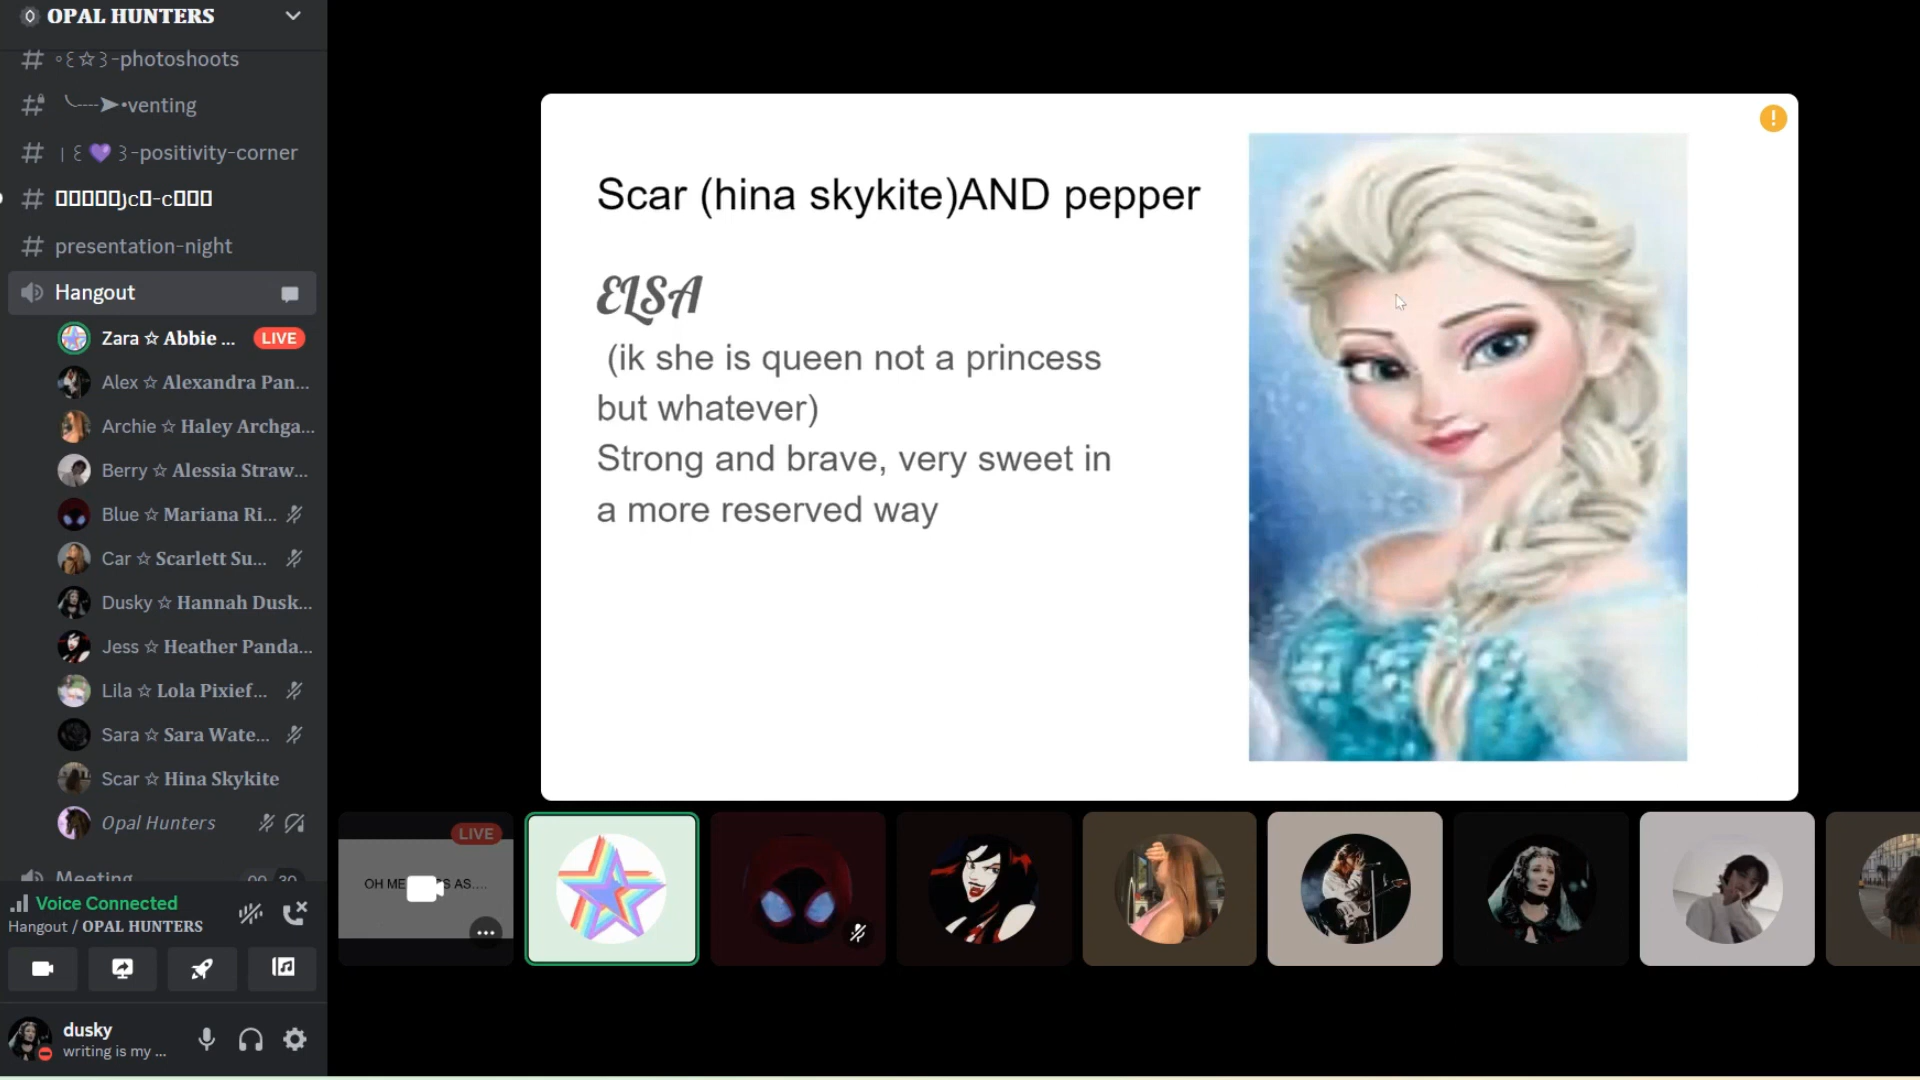 OPAL HUNTERS
◦꒰☆꒱-photoshoots
╰┈➤•venting
|꒰💜꒱-positivity-corner
presentation-night
Hangout
Zara ☆ Abbie ...
LIVE
Alex ☆ Alexandra Pan...
Archie ☆ Haley Archga...
Berry ☆ Alessia Straw...
Blue ☆ Mariana Ri...
Car ☆ Scarlett Su...
Dusky ☆ Hannah Dusk...
Jess ☆ Heather Panda...
Lila ☆ Lola Pixief...
Sara ☆ Sara Wate...
Scar ☆ Hina Skykite
Opal Hunters
Meeting
Voice Connected
Hangout / OPAL HUNTERS
dusky
writing is my ...
Scar (hina skykite)AND pepper
ELSA
(ik she is queen not a princess
but whatever)
Strong and brave, very sweet in
a more reserved way
LIVE